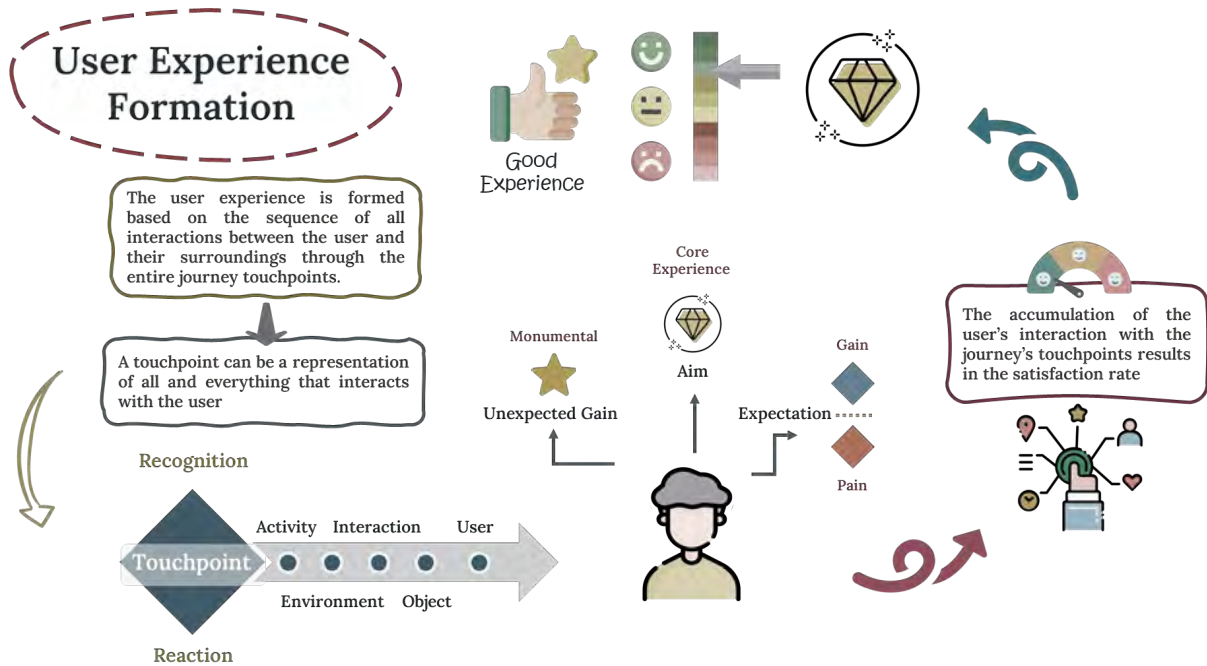 User Experience
Formation
The user experience is formed
based on the sequence of all
interactions between the user and
their surroundings through the
entire journey touchpoints.
A touchpoint can be a representation
of all and everything that interacts
with the user
Recognition
Touchpoint
Reaction
Activity Interaction User
Environment Object
Good
Experience
Core
Experience
Aim
Monumental
Unexpected Gain
Expectation
Gain
Pain
The accumulation of the
user's interaction with the
journey's touchpoints results
in the satisfaction rate